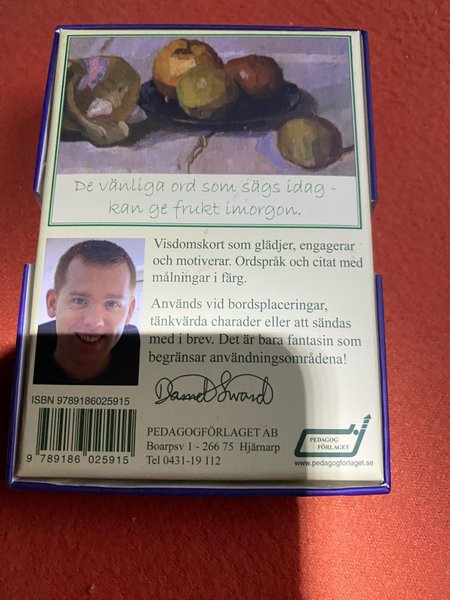 De vänliga ord som sägs idag -
kan ge frukt imorgon.
Visdomskort som glädjer, engagerar
och motiverar. Ordspråk och citat med
målningar i färg.
Används vid bordsplaceringar,
tänkvärda charader eller att sändas
med i brev. Det är bara fantasin som
begränsar användningsområdena!
ISBN 9789186025915
9 789186 025915
PEDAGOGFÖRLAGET AB
Boarpsv 1 - 266 75 Hjärnarp
Tel 0431-19 112
PEDAGOG
FÖRLAGET
www.pedagogforlaget.se